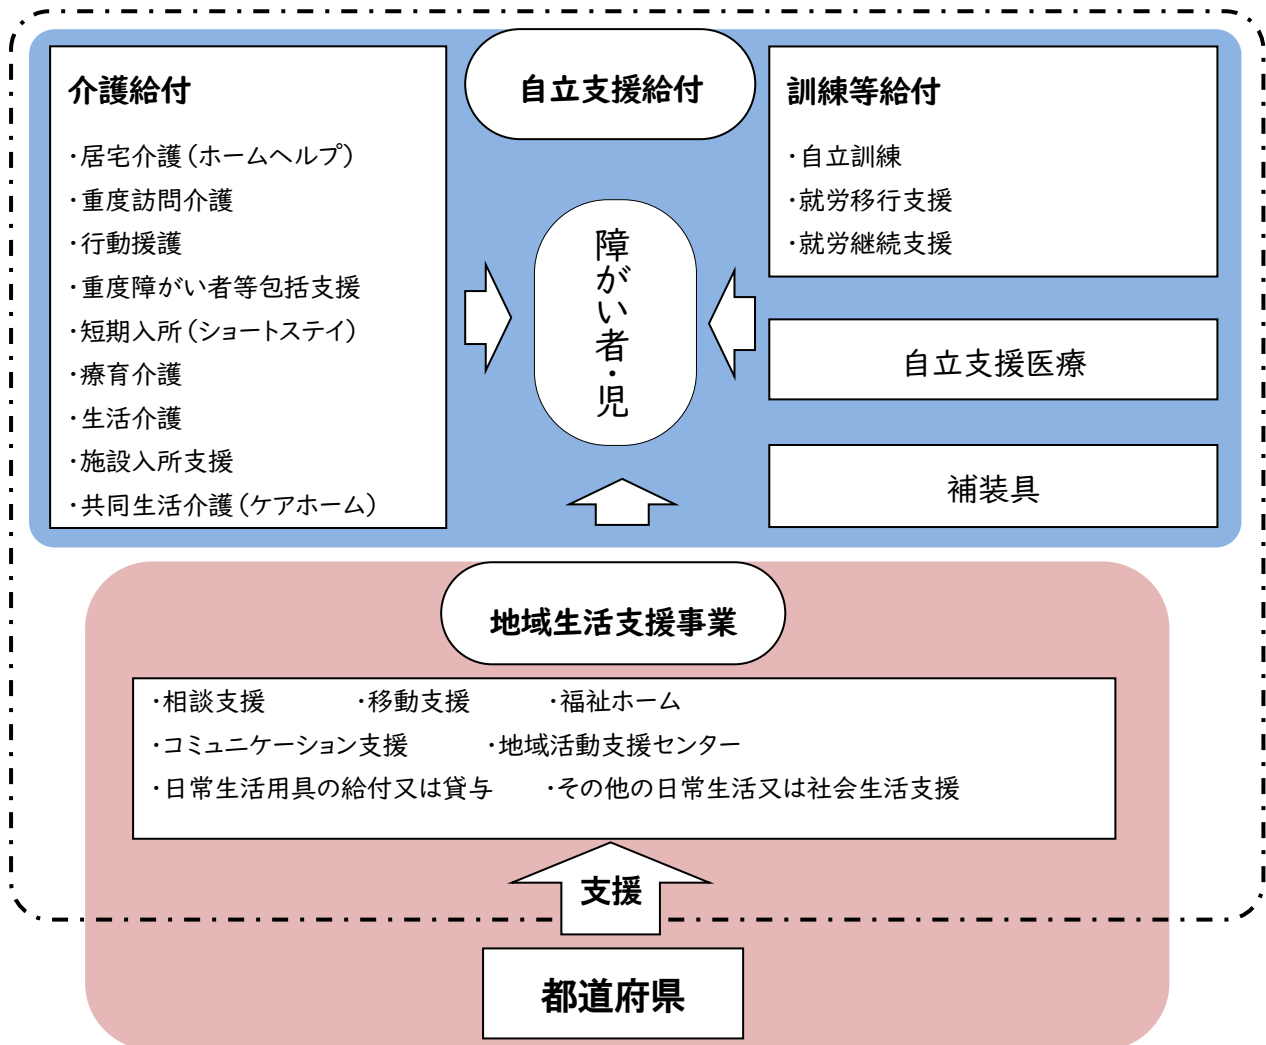 介護給付
・居宅介護(ホームヘルプ)
・重度訪問介護
・行動援護
・重度障がい者等包括支援
・短期入所(ショートステイ)
・療育介護
・生活介護
・施設入所支援
・共同生活介護(ケアホーム)
自立支援給付
障がい者・児
訓練等給付
・自立訓練
・就労移行支援
・就労継続支援
自立支援医療
補装具
地域生活支援事業
・相談支援 ・移動支援 ・福祉ホーム
・コミュニケーション支援 ・地域活動支援センター
・日常生活用具の給付又は貸与 ・その他の日常生活又は社会生活支援
支援
都道府県